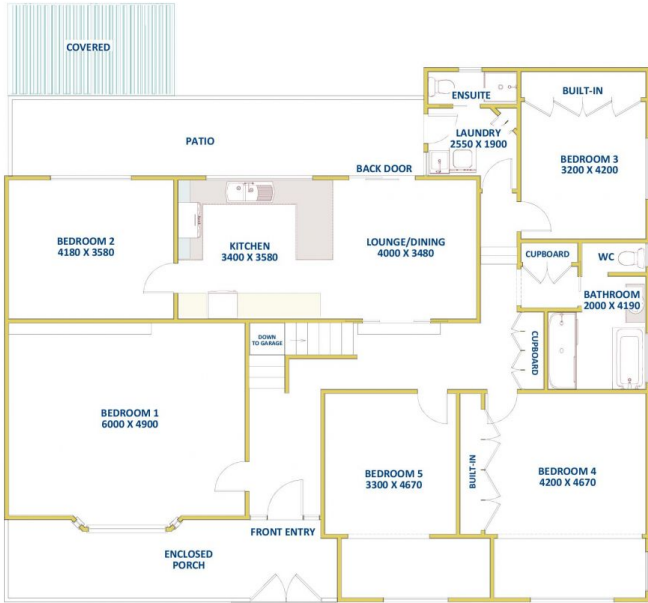 COVERED
ENSUITE
BUILT-IN
PATIO
LAUNDRY
2550 X 1900
BACK DOOR
BEDROOM 3
3200 X 4200
BEDROOM 2
4180 X 3580
KITCHEN
3400 X 3580
LOUNGE/DINING
4000 X 3480
CUPBOARD
WC
BATHROOM
2000 X 4190
DOWN
TO GARAGE
CUPBOARD
BEDROOM 1
6000 X 4900
BEDROOM 5
3300 X 4670
BUILT-IN
BEDROOM 4
4200 X 4670
FRONT ENTRY
ENCLOSED
PORCH